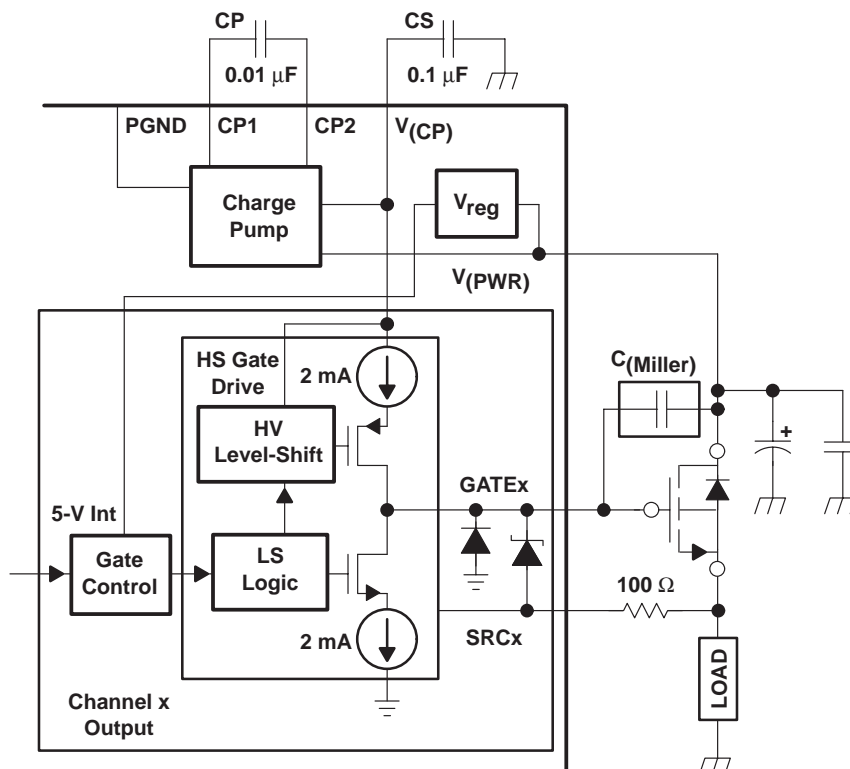 CP
CS
0.01 μF
0.1 μF
PGND
CP1
CP2
V(CP)
Charge
Pump
Vreg
V(PWR)
HS Gate
Drive
2 mA
C(Miller)
HV
Level-Shift
+
GATEx
5-V Int
Gate
Control
LS
Logic
100 Ω
2 mA
SRCx
LOAD
Channel x
Output